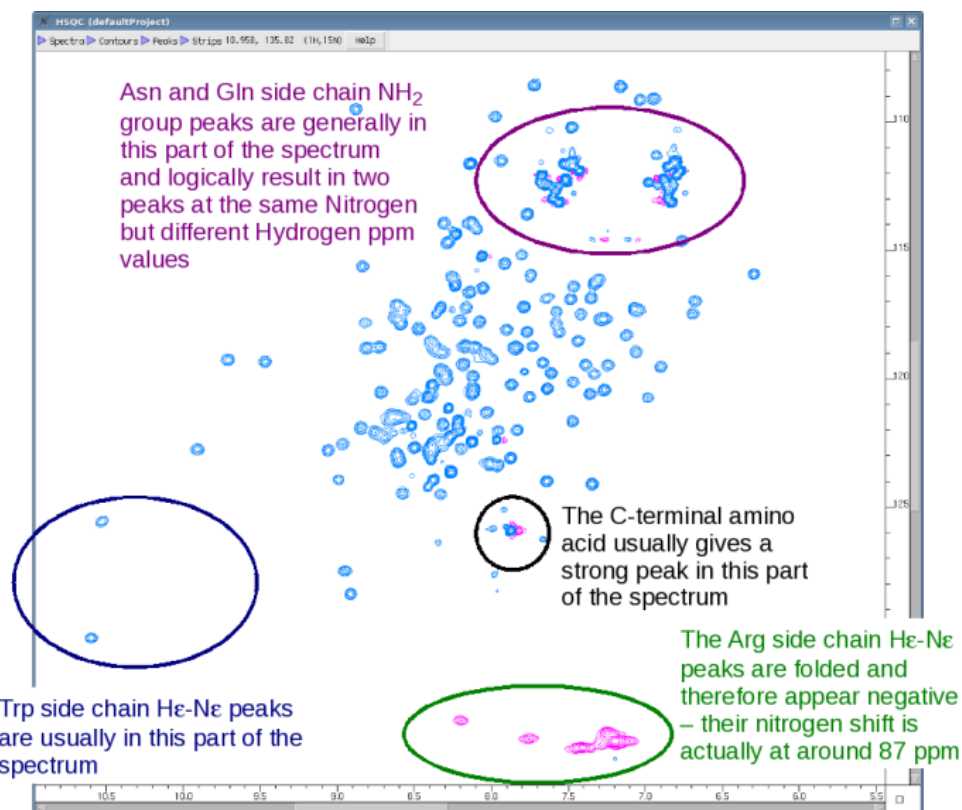 HSQC (defaultProject)
Spectra Contours Peaks Strips 10.958, 135.82 (1H,15N) Help
Asn and Gln side chain NH2
group peaks are generally in
this part of the spectrum
and logically result in two
peaks at the same Nitrogen
but different Hydrogen ppm
values
110
115
120
125
The C-terminal amino
acid usually gives a
strong peak in this part
of the spectrum
The Arg side chain Hε-Nε
peaks are folded and
therefore appear negative
– their nitrogen shift is
actually at around 87 ppm
Trp side chain Hε-Nε peaks
are usually in this part of the
spectrum
10.5 10.0 9.5 9.0 8.5 8.0 7.5 7.0 6.5 6.0 5.5